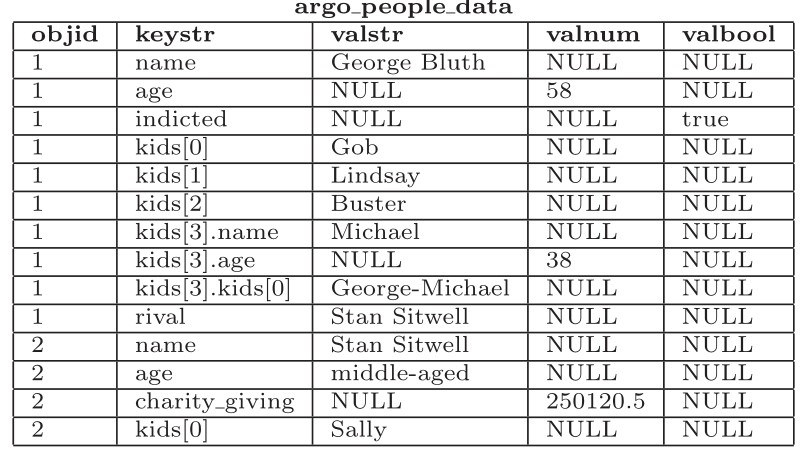 argo_people_data
objid keystr valstr valnum valbool
1 name George Bluth NULL NULL
1 age NULL 58 NULL
1 indicted NULL NULL true
1 kids[0] Gob NULL NULL
1 kids[1] Lindsay NULL NULL
1 kids[2] Buster NULL NULL
1 kids[3].name Michael NULL NULL
1 kids[3].age NULL 38 NULL
1 kids[3].kids[0] George-Michael NULL NULL
1 rival Stan Sitwell NULL NULL
2 name Stan Sitwell NULL NULL
2 age middle-aged NULL NULL
2 charity_giving NULL 250120.5 NULL
2 kids[0] Sally NULL NULL